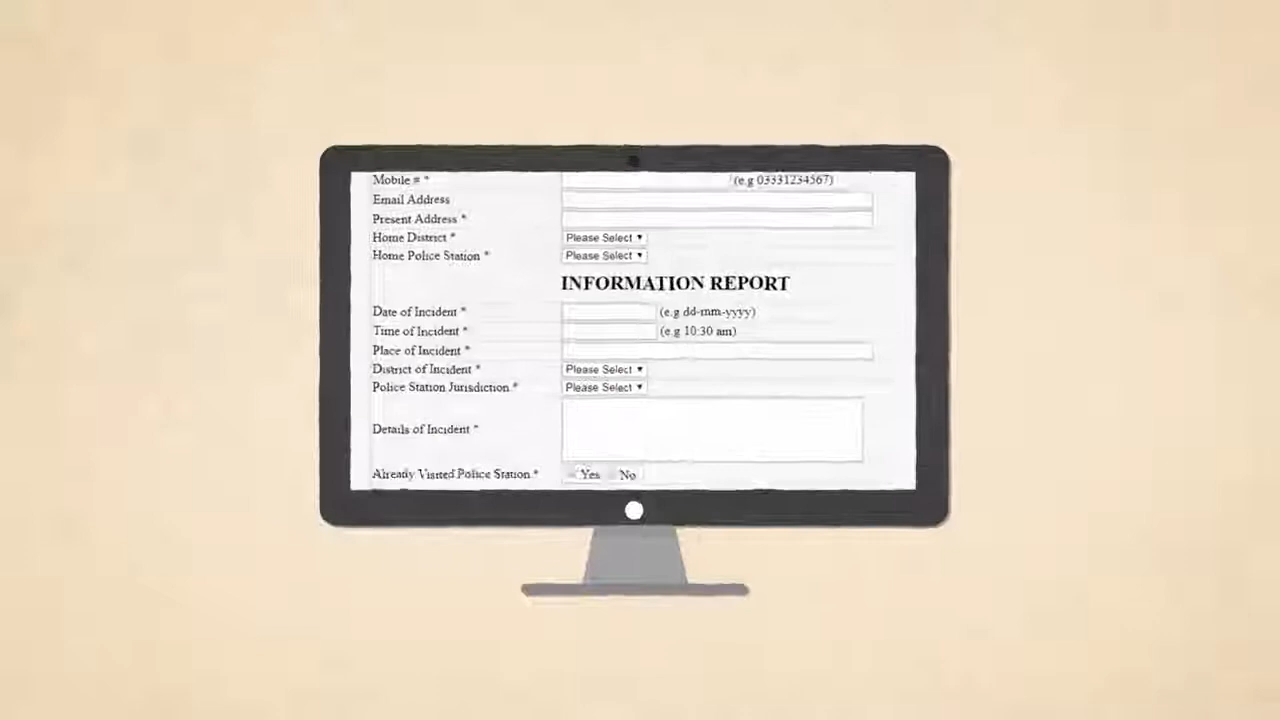 Mobile # * (e.g 03331234567)
Email Address
Present Address *
Home District * Please Select
Home Police Station * Please Select
INFORMATION REPORT
Date of Incident * (e.g dd-mm-yyyy)
Time of Incident * (e.g 10:30 am)
Place of Incident *
District of Incident * Please Select
Police Station Jurisdiction * Please Select
Details of Incident *
Already Visited Police Station * Yes No